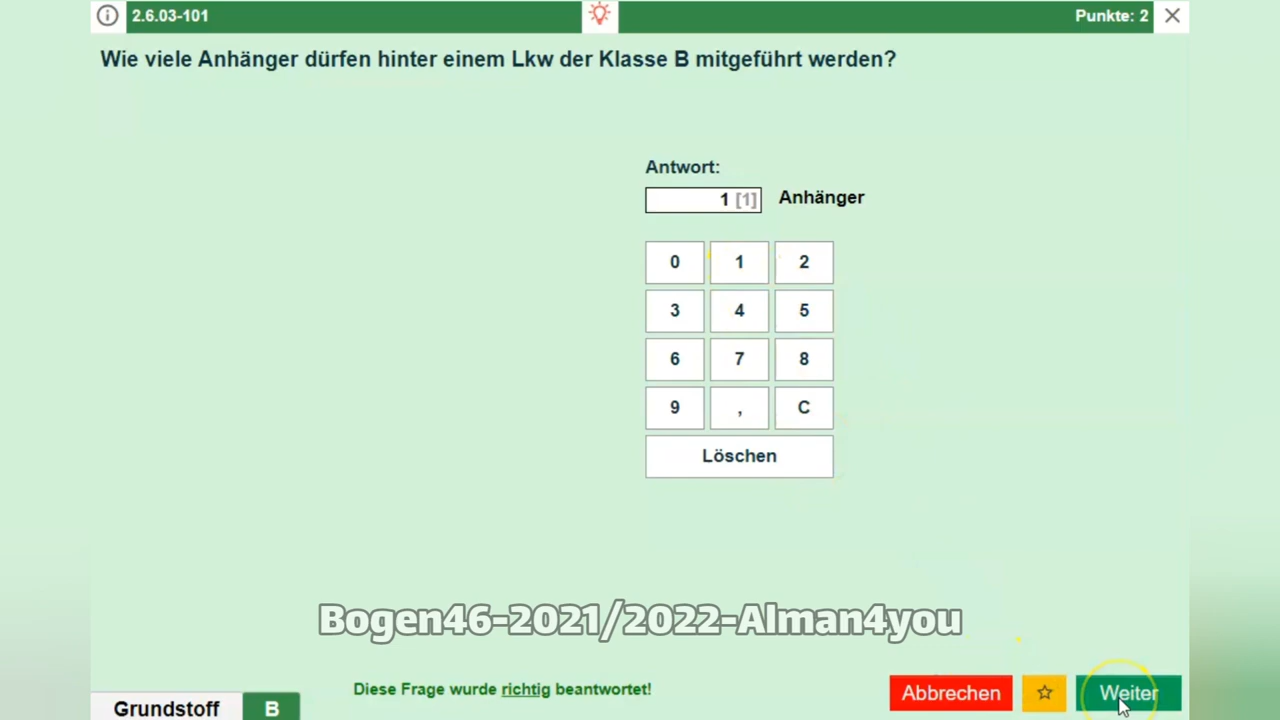 2.6.03-101
Punkte: 2
Wie viele Anhänger dürfen hinter einem Lkw der Klasse B mitgeführt werden?
Antwort:
1 [1] Anhänger
0 1 2
3 4 5
6 7 8
9 , C
Löschen
Bogen46-2021/2022-Alman4you
Diese Frage wurde richtig beantwortet!
Abbrechen
Weiter
Grundstoff B